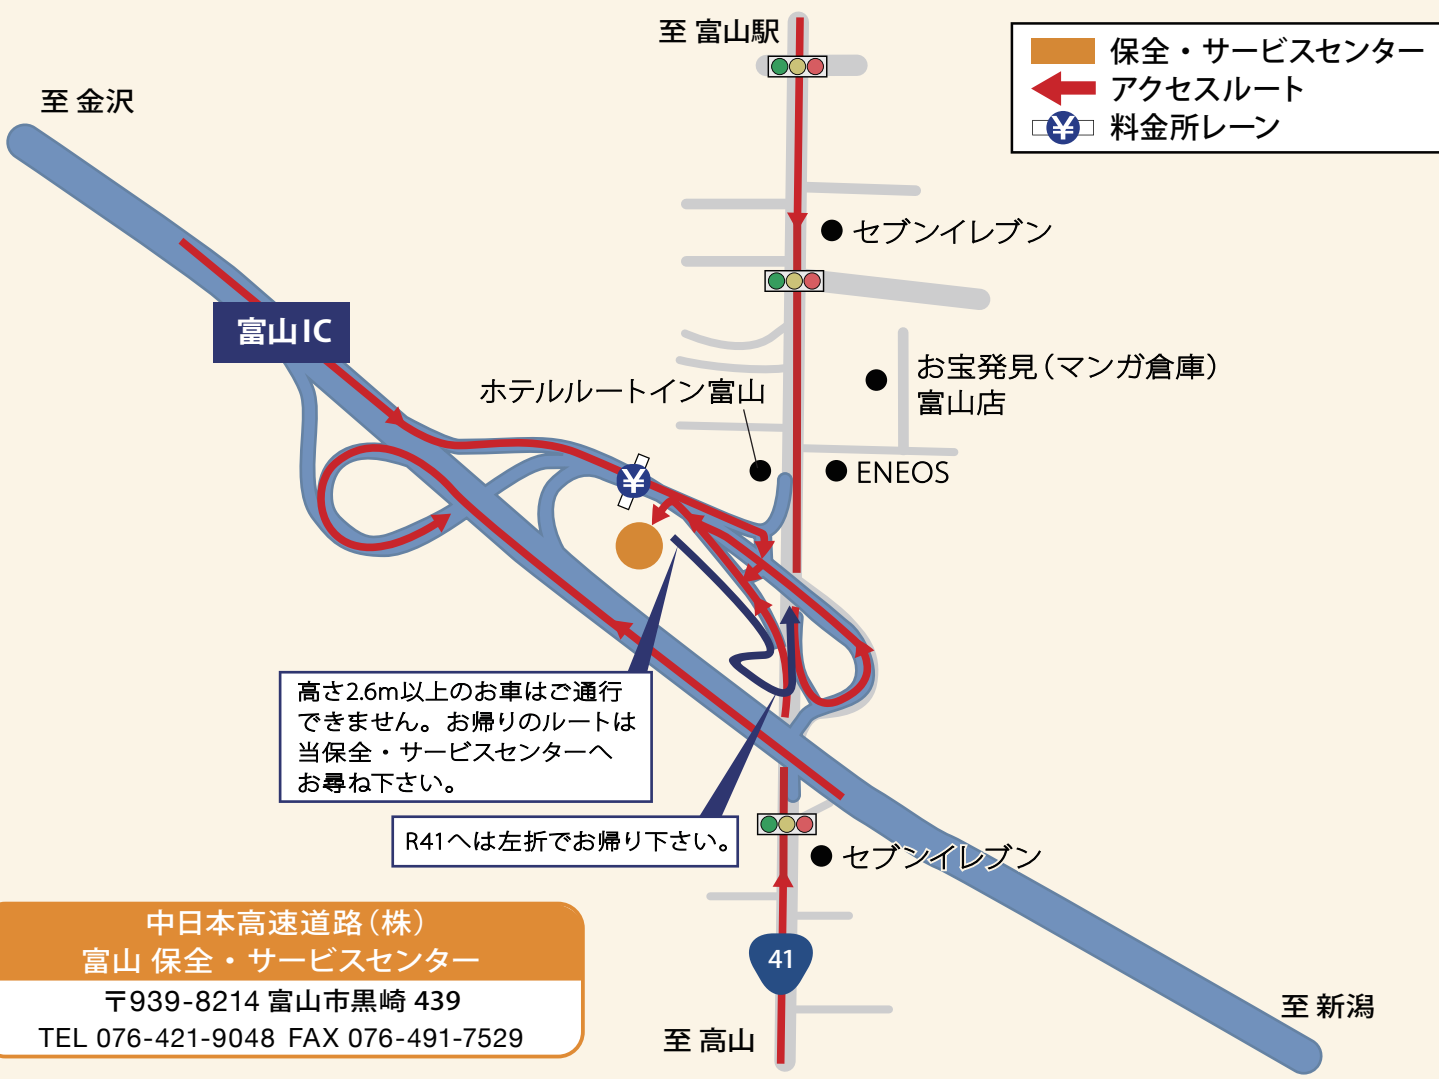 至 富山駅
保全・サービスセンター
アクセスルート
¥ 料金所レーン
至 金沢
セブンイレブン
富山IC
お宝発見（マンガ倉庫）
富山店
ホテルルートイン富山
ENEOS
¥
高さ2.6m以上のお車はご通行
できません。お帰りのルートは
当保全・サービスセンターへ
お尋ね下さい。
R41へは左折でお帰り下さい。
セブンイレブン
中日本高速道路（株）
富山 保全・サービスセンター
〒939-8214 富山市黒崎 439
TEL 076-421-9048 FAX 076-491-7529
41
至 高山
至 新潟